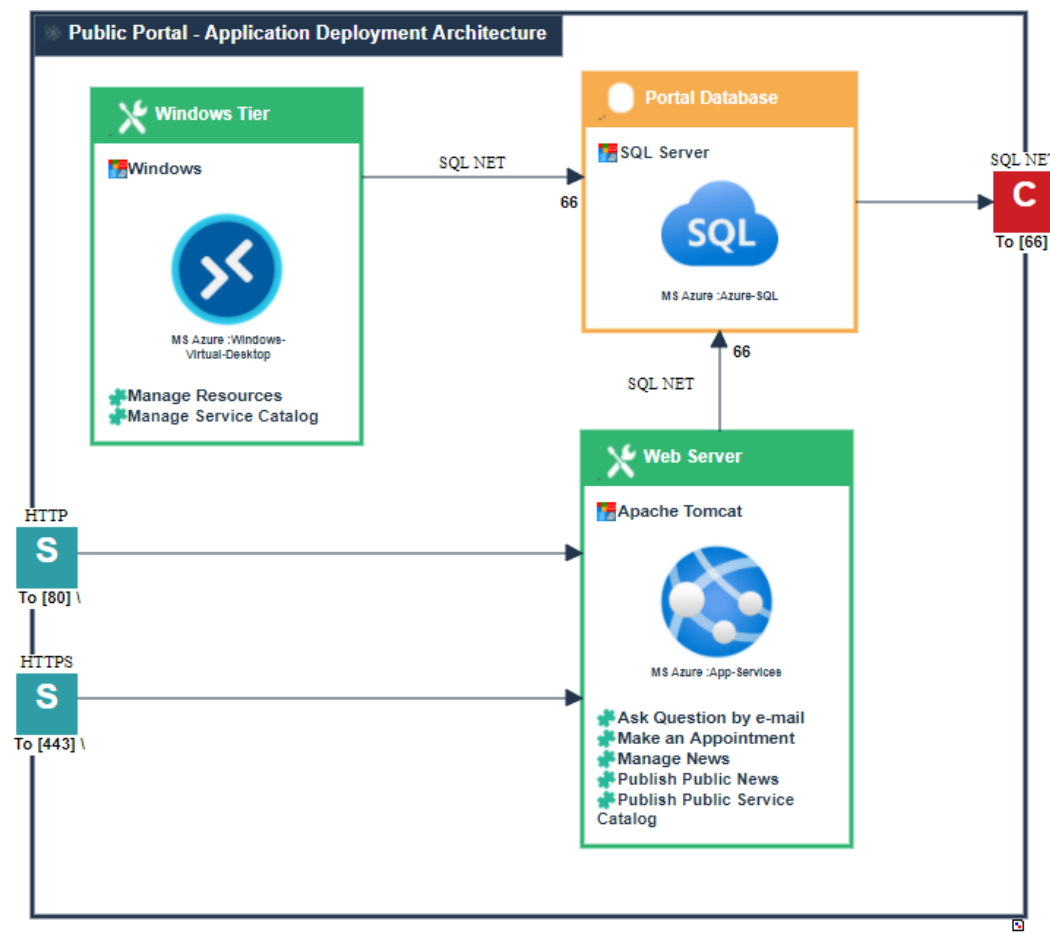 Public Portal - Application Deployment Architecture
Windows Tier
Windows
MS Azure :Windows-
Virtual-Desktop
Manage Resources
Manage Service Catalog
SQL NET
66
Portal Database
SQL Server
SQL
MS Azure :Azure-SQL
SQL NET
C
To [66]
66
SQL NET
Web Server
Apache Tomcat
MS Azure :App-Services
Ask Question by e-mail
Make an Appointment
Manage News
Publish Public News
Publish Public Service
Catalog
HTTP
S
To [80] \
HTTPS
S
To [443] \